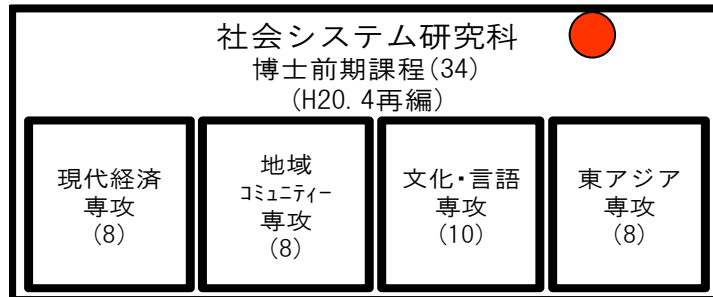 社会システム研究科
博士前期課程(34)
(H20.4再編)
現代経済
専攻
(8)
地域
ｺﾐｭﾆﾃｨｰ
専攻
(8)
文化・言語
専攻
(10)
東アジア
専攻
(8)